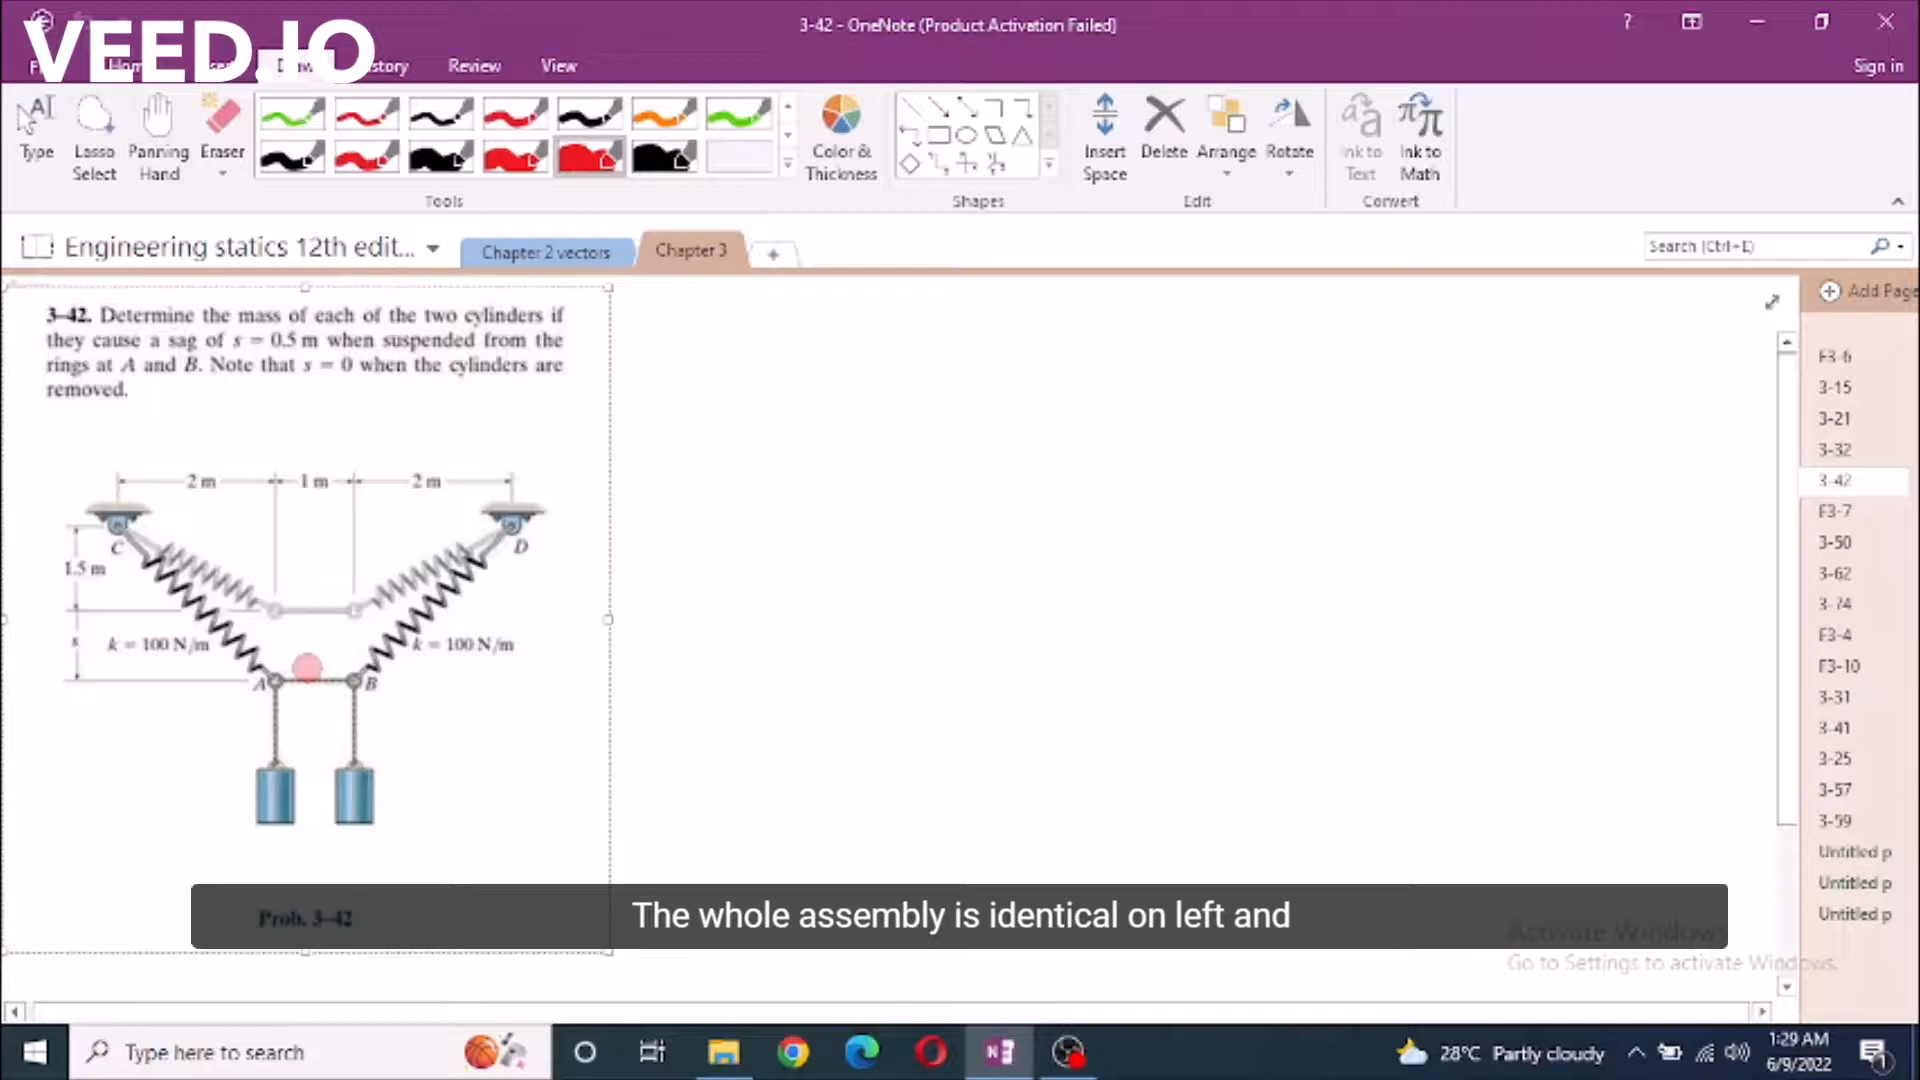 VEED.IO
3-42 - OneNote (Product Activation Failed)
?
Review
View
Sign in
Type
Lasso Select
Panning Hand
Eraser
Color & Thickness
Insert Space
Delete
Arrange
Rotate
Ink to Text
Ink to Math
Tools
Shapes
Edit
Convert
Engineering statics 12th edit...
Chapter 2 vectors
Chapter 3
+
Search (Ctrl+E)
Add Page
3–42. Determine the mass of each of the two cylinders if
they cause a sag of s = 0.5 m when suspended from the
rings at A and B. Note that s = 0 when the cylinders are
removed.
2 m
1 m
2 m
C
D
1.5 m
s
k = 100 N/m
k = 100 N/m
A
B
Prob. 3–42
The whole assembly is identical on left and
F3-6
3-15
3-21
3-32
3-42
F3-7
3-50
3-62
3-74
F3-4
F3-10
3-31
3-41
3-25
3-57
3-59
Untitled p
Untitled p
Untitled p
Activate Windows
Go to Settings to activate Windows.
Type here to search
28°C Partly cloudy
1:29 AM
6/9/2022
1